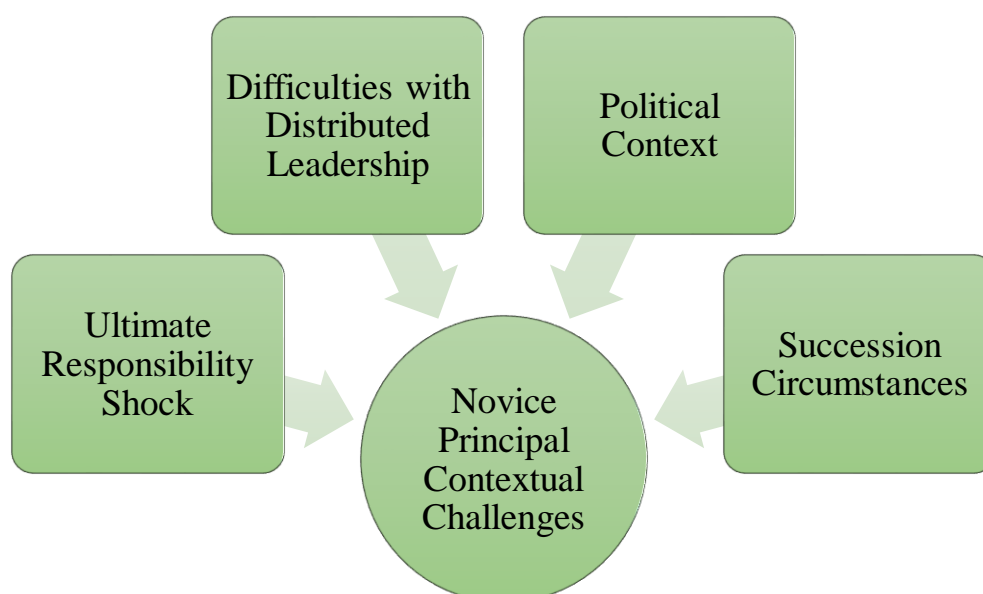 Difficulties with
Distributed
Leadership
Political
Context
Ultimate
Responsibility
Shock
Succession
Circumstances
Novice
Principal
Contextual
Challenges